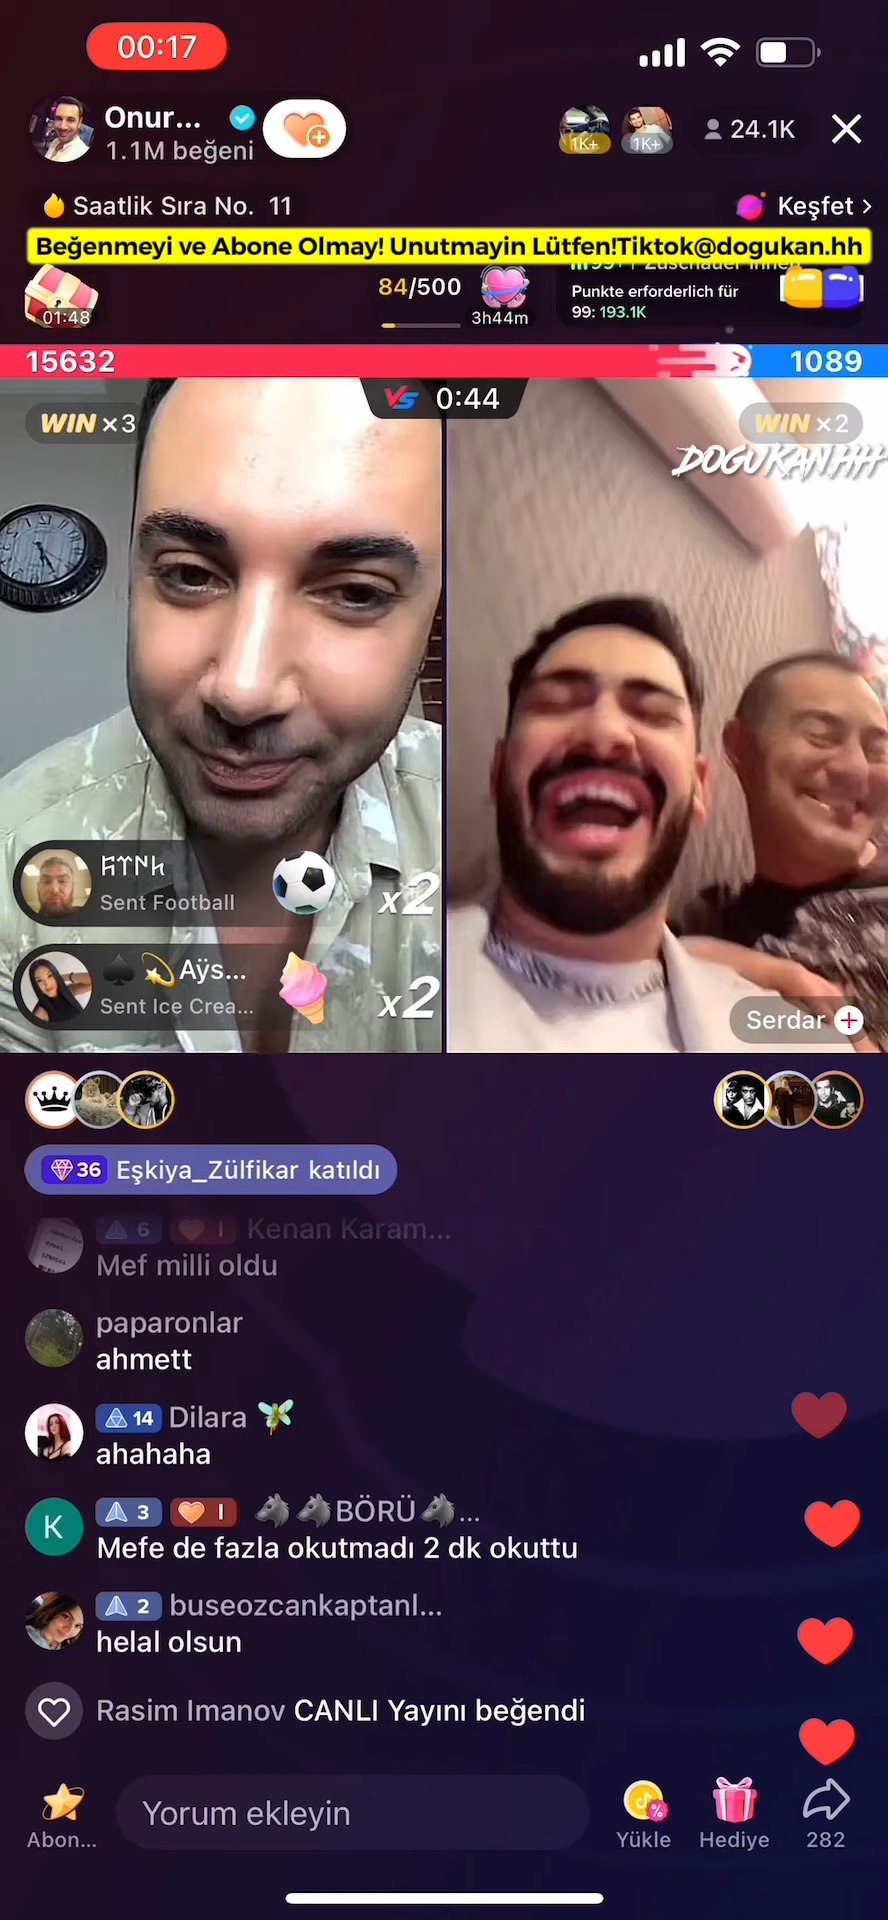 00:17
Onur...
1.1M beğeni
1K+
1K+
24.1K
Saatlik Sıra No. 11
Keşfet
Beğenmeyi ve Abone Olmay! Unutmayin Lütfen!Tiktok@dogukan.hh
01:48
84/500
3h44m
Punkte erforderlich für
99: 193.1K
15632
1089
VS 0:44
WIN x3
WIN x2
DOGUKAN.HH
Sent Football
x2
Aÿs...
Sent Ice Crea...
x2
Serdar
36 Eşkiya_Zülfikar katıldı
6 I Kenan Karam...
Mef milli oldu
paparonlar
ahmett
14 Dilara
ahahaha
K
3 I BÖRÜ...
Mefe de fazla okutmadı 2 dk okuttu
2 buseozcankaptanl...
helal olsun
Rasim Imanov CANLI Yayını beğendi
Abon...
Yorum ekleyin
Yükle
Hediye
282